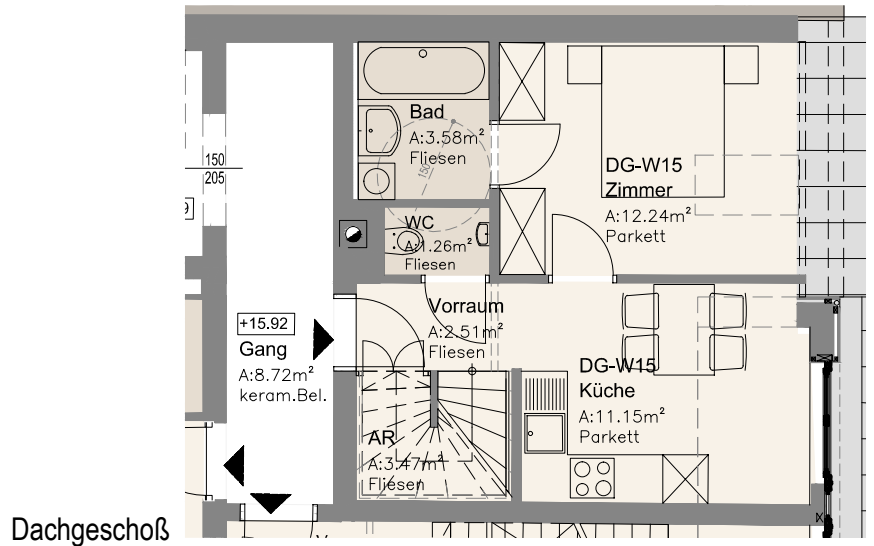 Bad
A:3.58m²
Fliesen
150
150
205
DG-W15
Zimmer
A:12.24m²
Parkett
WC
A:1.26m²
Fliesen
+15.92
Gang
A:8.72m²
keram.Bel.
Vorraum
A:2.51m²
Fliesen
DG-W15
Küche
A:11.15m²
Parkett
AR
A:3.47m²
Fliesen
Dachgeschoß